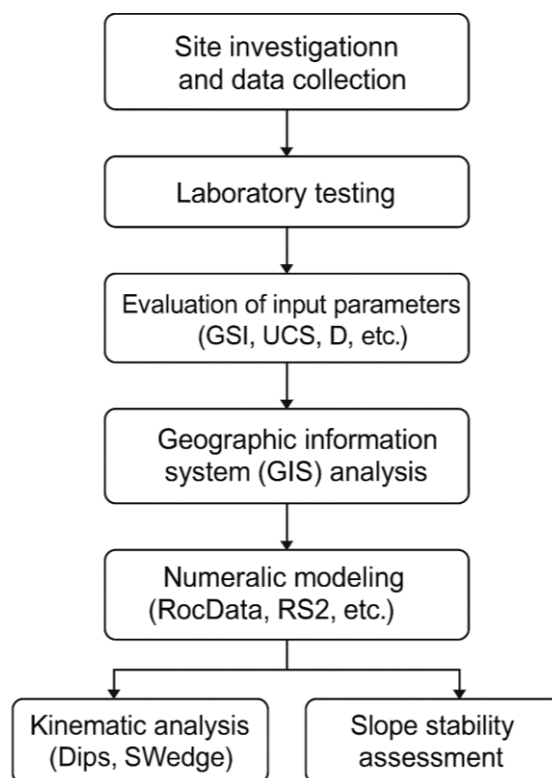 Site investigationn
and data collection
Laboratory testing
Evaluation of input parameters
(GSI, UCS, D, etc.)
Geographic information
system (GIS) analysis
Numeralic modeling
(RocData, RS2, etc.)
Kinematic analysis
(Dips, SWedge)
Slope stability
assessment